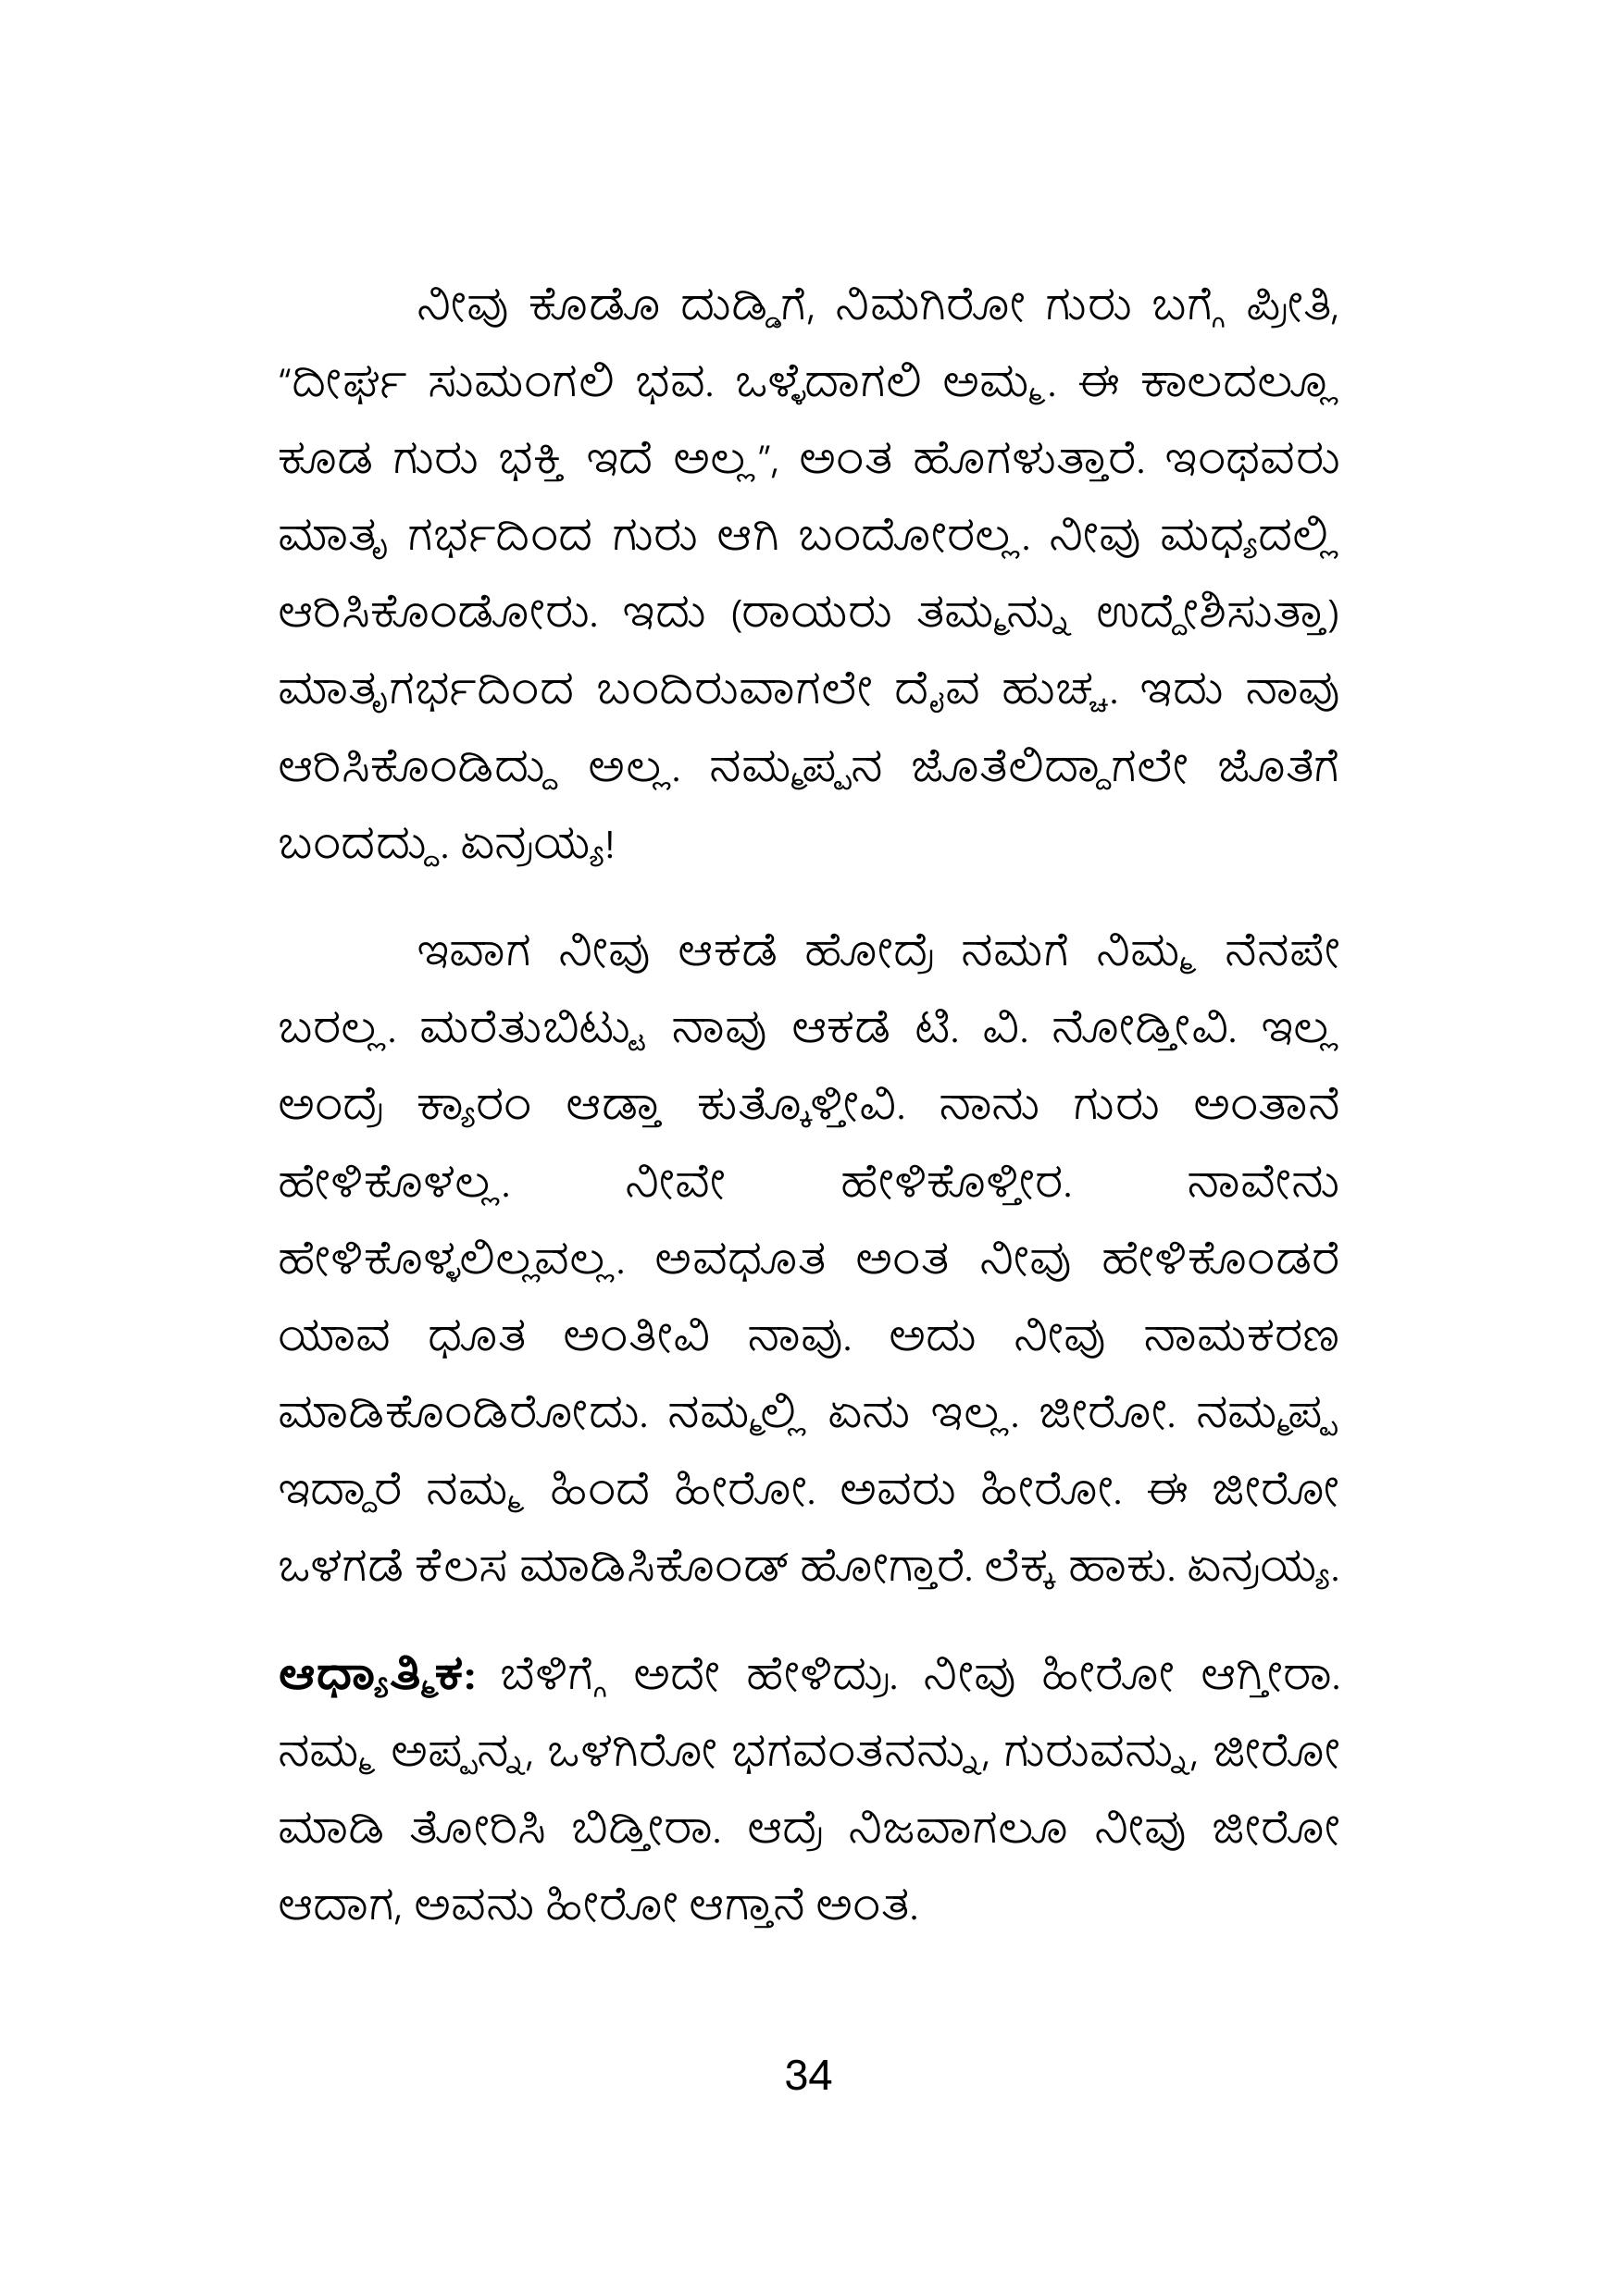 ನೀವು ಕೊಡೊ ದುಡ್ಡಿಗೆ, ನಿಮಗಿರೋ ಗುರು ಬಗ್ಗೆ ಪ್ರೀತಿ,
“ದೀರ್ಘ ಸುಮಂಗಲಿ ಭವ. ಒಳ್ಳೆದಾಗಲಿ ಅಮ್ಮ. ಈ ಕಾಲದಲ್ಲೂ
ಕೂಡ ಗುರು ಭಕ್ತಿ ಇದೆ ಅಲ್ಲ”, ಅಂತ ಹೊಗಳುತ್ತಾರೆ. ಇಂಥವರು
ಮಾತೃ ಗರ್ಭದಿಂದ ಗುರು ಆಗಿ ಬಂದೋರಲ್ಲ. ನೀವು ಮಧ್ಯದಲ್ಲಿ
ಆರಿಸಿಕೊಂಡೋರು. ಇದು (ರಾಯರು ತಮ್ಮನ್ನು ಉದ್ದೇಶಿಸುತ್ತಾ)
ಮಾತೃಗರ್ಭದಿಂದ ಬಂದಿರುವಾಗಲೇ ದೈವ ಹುಚ್ಚ. ಇದು ನಾವು
ಆರಿಸಿಕೊಂಡಿದ್ದು ಅಲ್ಲ. ನಮ್ಮಪ್ಪನ ಜೊತೆಲಿದ್ದಾಗಲೇ ಜೊತೆಗೆ
ಬಂದದ್ದು. ಏನ್ರಯ್ಯ!
ಇವಾಗ ನೀವು ಆಕಡೆ ಹೋದ್ರೆ ನಮಗೆ ನಿಮ್ಮ ನೆನಪೇ
ಬರಲ್ಲ. ಮರೆತುಬಿಟ್ಟು ನಾವು ಆಕಡೆ ಟಿ. ವಿ. ನೋಡ್ತೀವಿ. ಇಲ್ಲ
ಅಂದ್ರೆ ಕ್ಯಾರಂ ಆಡ್ತಾ ಕುತ್ಕೊಳ್ತೀವಿ. ನಾನು ಗುರು ಅಂತಾನೆ
ಹೇಳಿಕೊಳಲ್ಲ. ನೀವೇ ಹೇಳಿಕೊಳ್ತೀರ. ನಾವೇನು
ಹೇಳಿಕೊಳ್ಳಲಿಲ್ಲವಲ್ಲ. ಅವಧೂತ ಅಂತ ನೀವು ಹೇಳಿಕೊಂಡರೆ
ಯಾವ ಧೂತ ಅಂತೀವಿ ನಾವು. ಅದು ನೀವು ನಾಮಕರಣ
ಮಾಡಿಕೊಂಡಿರೋದು. ನಮ್ಮಲ್ಲಿ ಏನು ಇಲ್ಲ. ಜೀರೋ. ನಮ್ಮಪ್ಪ
ಇದ್ದಾರೆ ನಮ್ಮ ಹಿಂದೆ ಹೀರೋ. ಅವರು ಹೀರೋ. ಈ ಜೀರೋ
ಒಳಗಡೆ ಕೆಲಸ ಮಾಡಿಸಿಕೊಂಡ್ ಹೋಗ್ತಾರೆ. ಲೆಕ್ಕ ಹಾಕು. ಏನ್ರಯ್ಯ.
ಆಧ್ಯಾತ್ಮಿಕ: ಬೆಳಿಗ್ಗೆ ಅದೇ ಹೇಳಿದ್ರು. ನೀವು ಹೀರೋ ಆಗ್ತೀರಾ.
ನಮ್ಮ ಅಪ್ಪನ್ನ, ಒಳಗಿರೋ ಭಗವಂತನನ್ನು, ಗುರುವನ್ನು, ಜೀರೋ
ಮಾಡಿ ತೋರಿಸಿ ಬಿಡ್ತೀರಾ. ಆದ್ರೆ ನಿಜವಾಗಲೂ ನೀವು ಜೀರೋ
ಆದಾಗ, ಅವನು ಹೀರೋ ಆಗ್ತಾನೆ ಅಂತ.
34